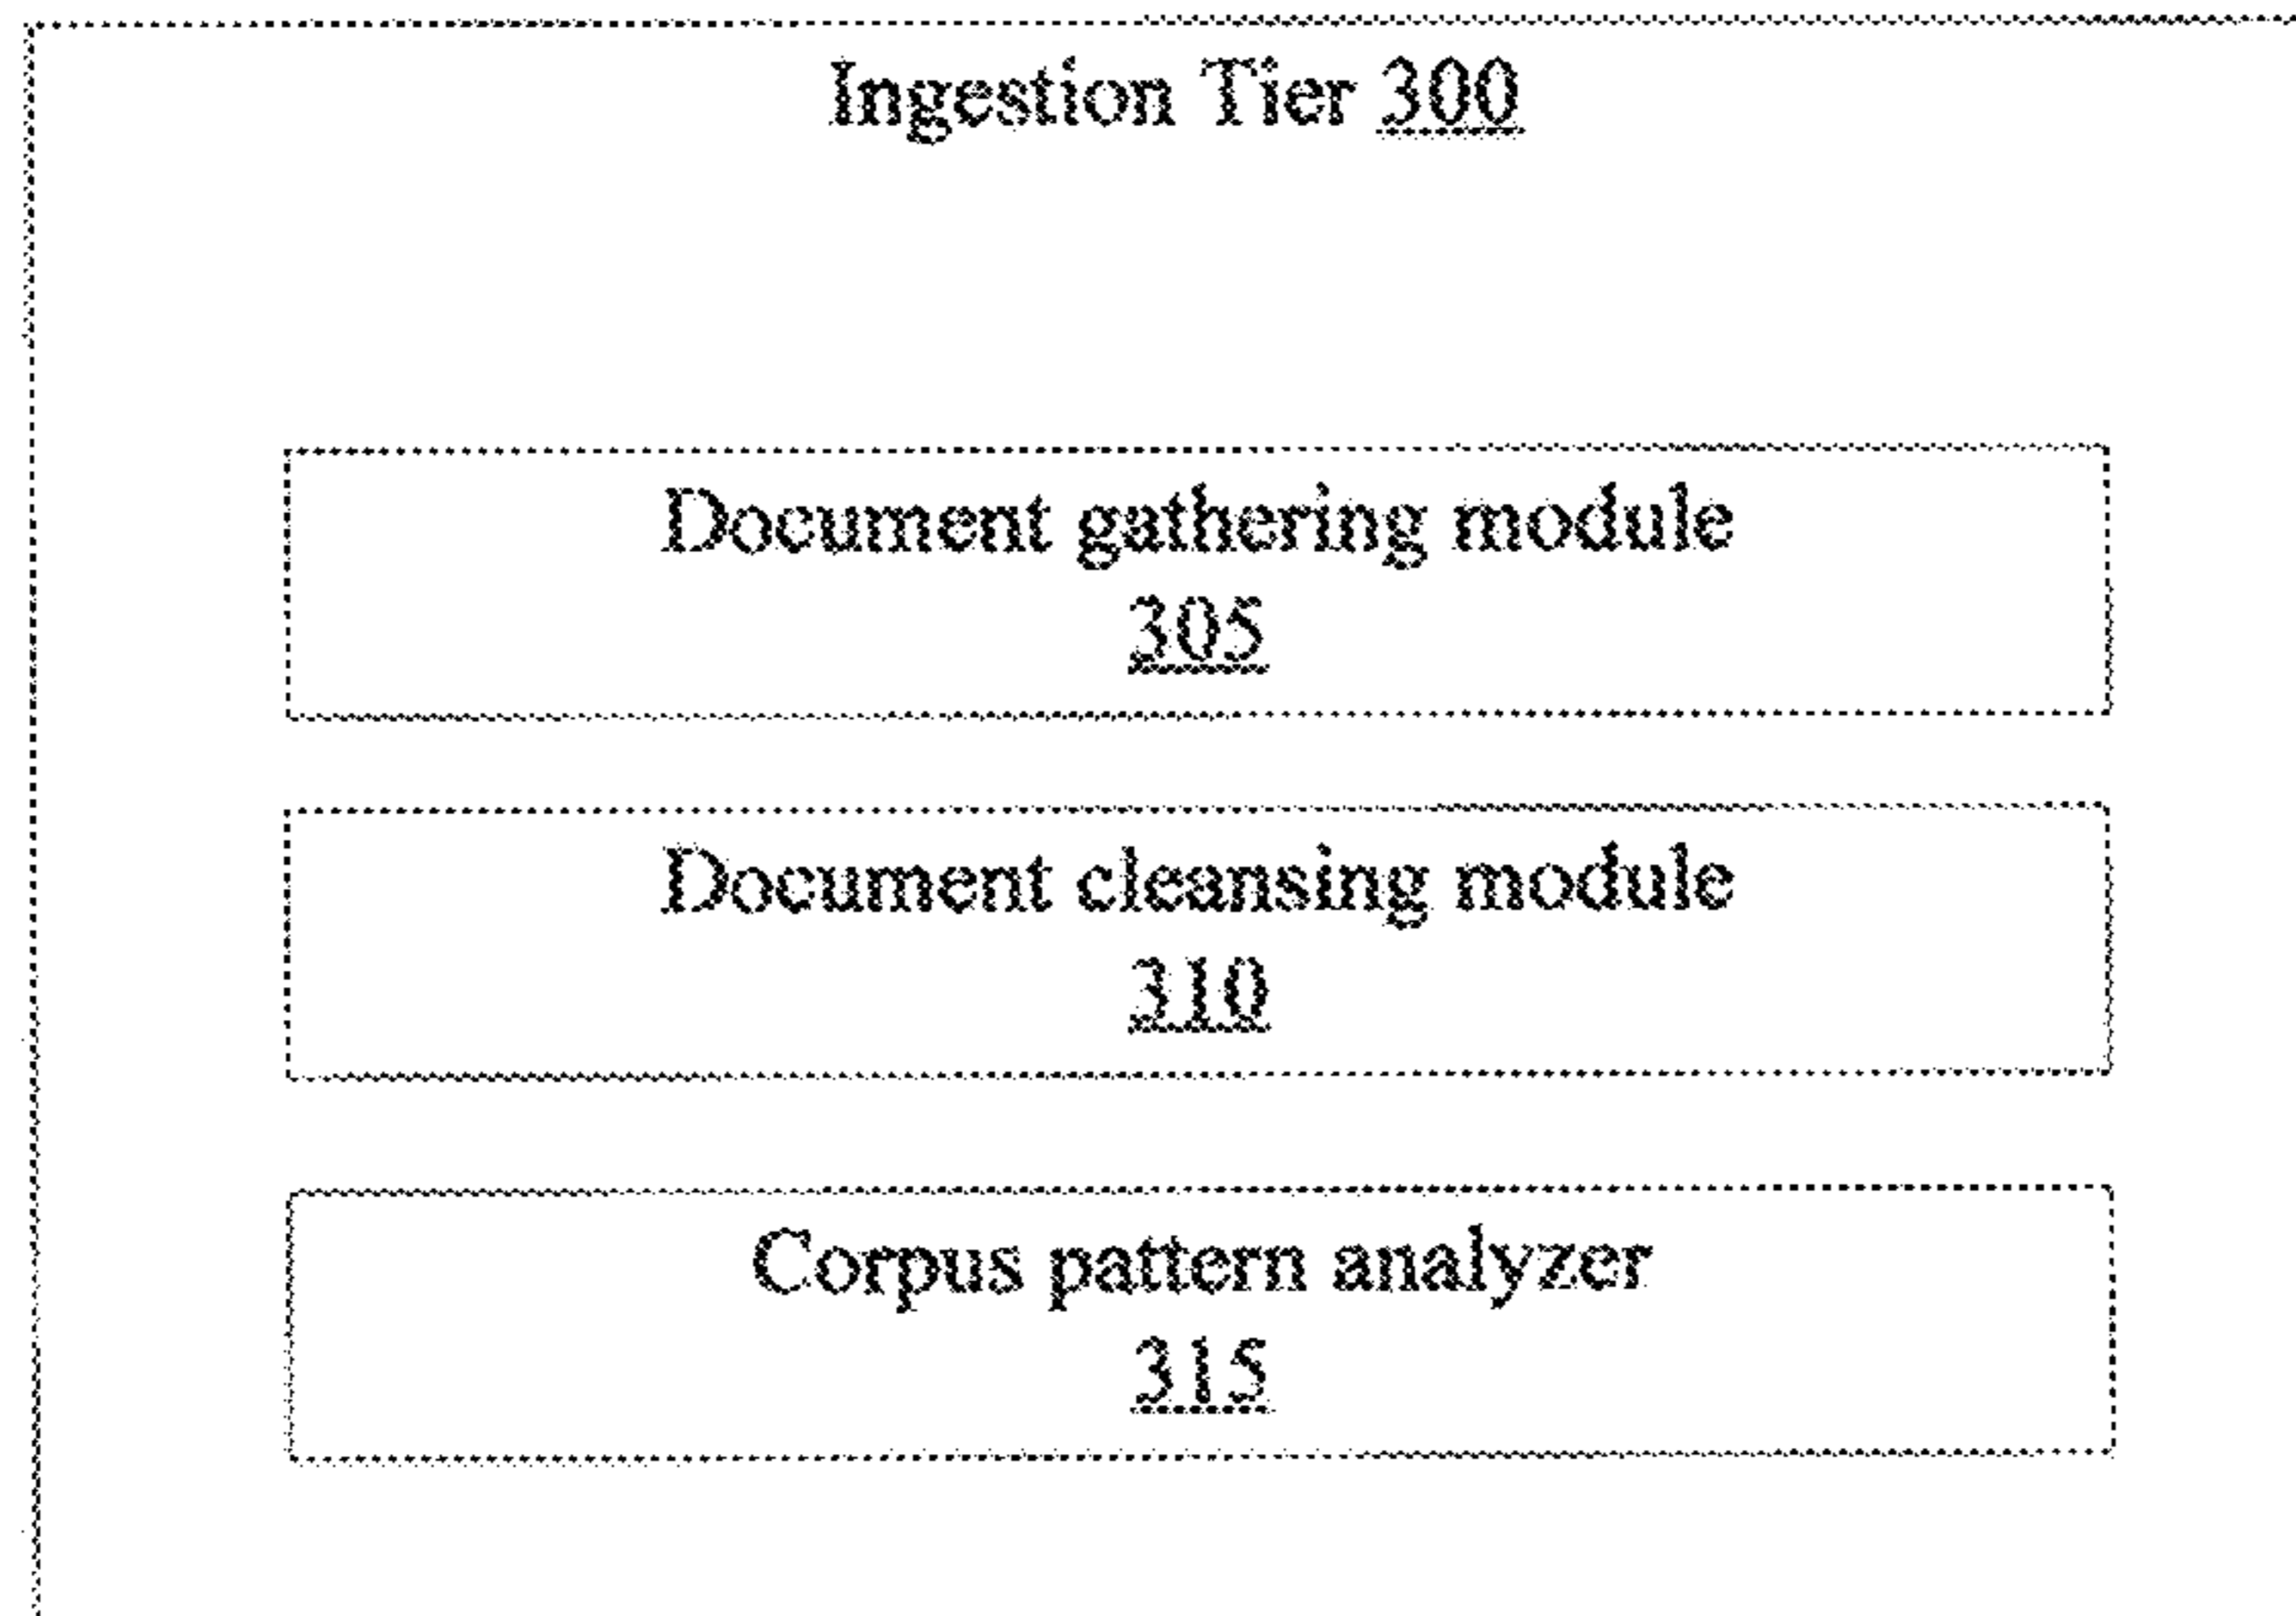 Ingestion Tier 300
Document gathering module
305
Document cleansing module
310
Corpus pattern analyzer
315